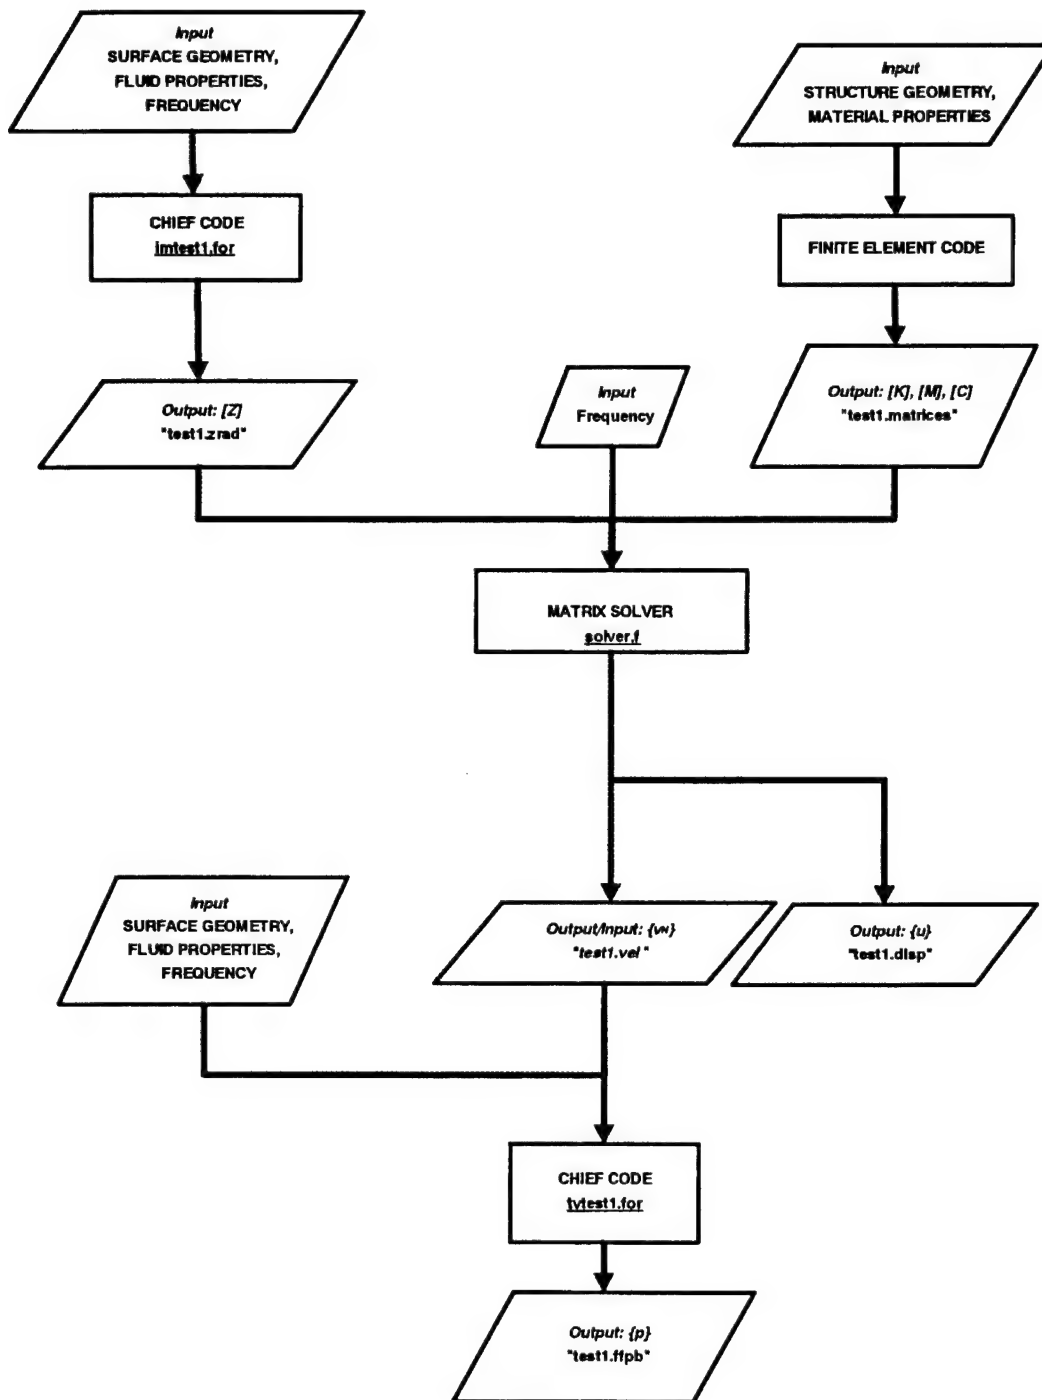 Input
SURFACE GEOMETRY,
FLUID PROPERTIES,
FREQUENCY
Input
STRUCTURE GEOMETRY,
MATERIAL PROPERTIES
CHIEF CODE
imtest1.for
FINITE ELEMENT CODE
Output: [Z]
"test1.zrad"
Input
Frequency
Output: [K], [M], [C]
"test1.matrices"
MATRIX SOLVER
solver.f
Input
SURFACE GEOMETRY,
FLUID PROPERTIES,
FREQUENCY
Output/Input: {vN}
"test1.vel"
Output: {u}
"test1.disp"
CHIEF CODE
tvtest1.for
Output: {p}
"test1.ffpb"